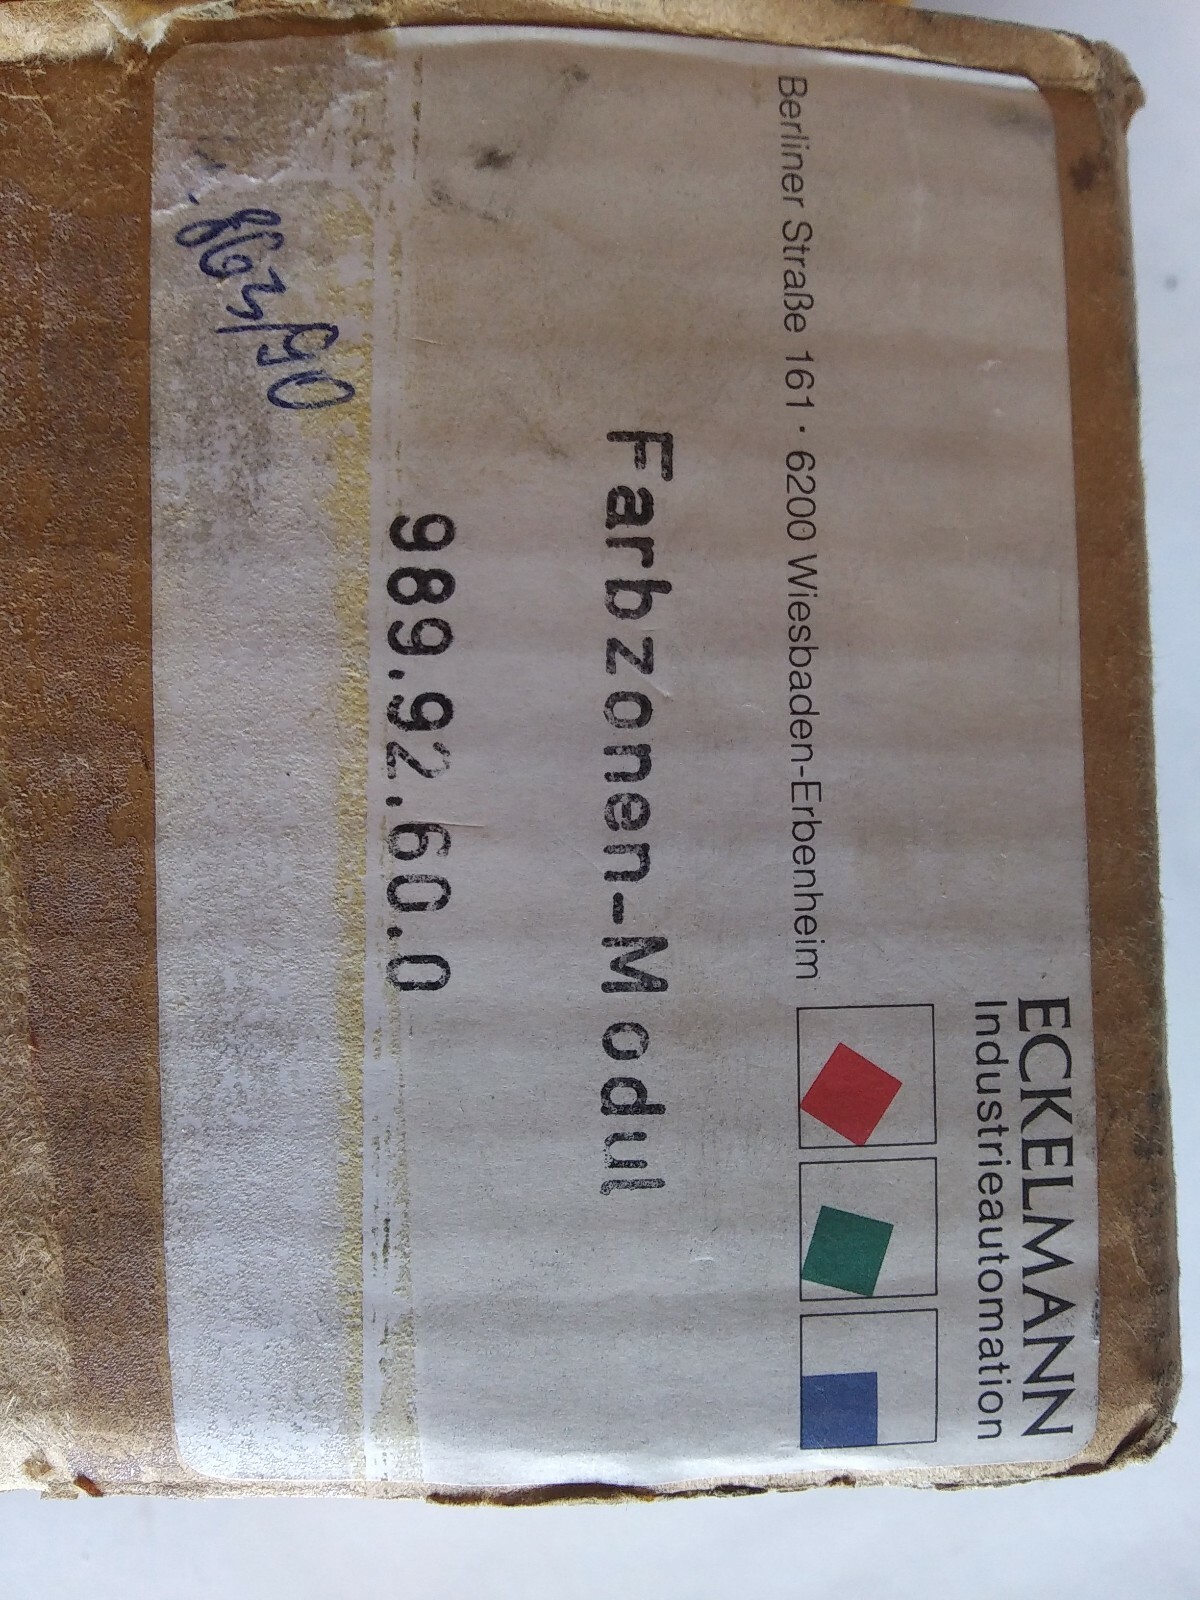 ECKELMANN
Industrieautomation
Berliner Straße 161 · 6200 Wiesbaden-Erbenheim
Farbzonen-Modul
989.92.60.0